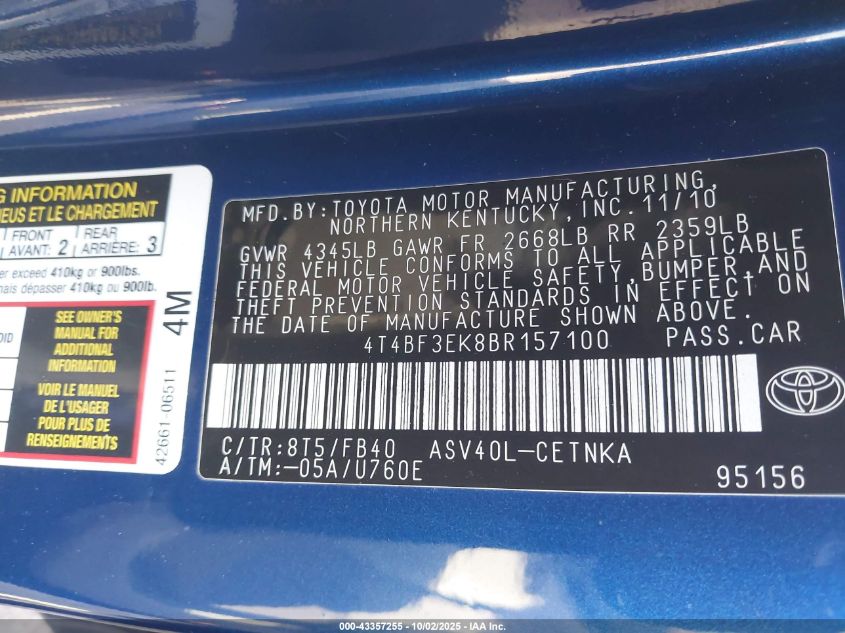 G INFORMATION
EUS ET LE CHARGEMENT
FRONT
AVANT: 2
REAR
ARRIÈRE: 3
er exceed 410kg or 900lbs.
mais dépasser 410kg ou 900lb.
SEE OWNER'S
MANUAL FOR
ADDITIONAL
INFORMATION
VOIR MANUEL
DE L'USAGER
POUR PLUS DE
RENSEIGNEMENTS
4M
42661-06511
MFD.BY:TOYOTA MOTOR MANUFACTURING,
NORTHERN KENTUCKY,INC.11/10
GVWR 4345LB GAWR FR 2668LB RR 2359LB
THIS VEHICLE CONFORMS TO ALL APPLICABLE
FEDERAL MOTOR VEHICLE SAFETY,BUMPER,AND
THEFT PREVENTION STANDARDS IN EFFECT ON
THE DATE OF MANUFACTURE SHOWN ABOVE.
4T4BF3EK8BR157100 PASS.CAR
C/TR:8T5/FB40 ASV40L-CETNKA
A/TM:-05A/U760E 95156
000-43357255 - 10/02/2025 - IAA Inc.